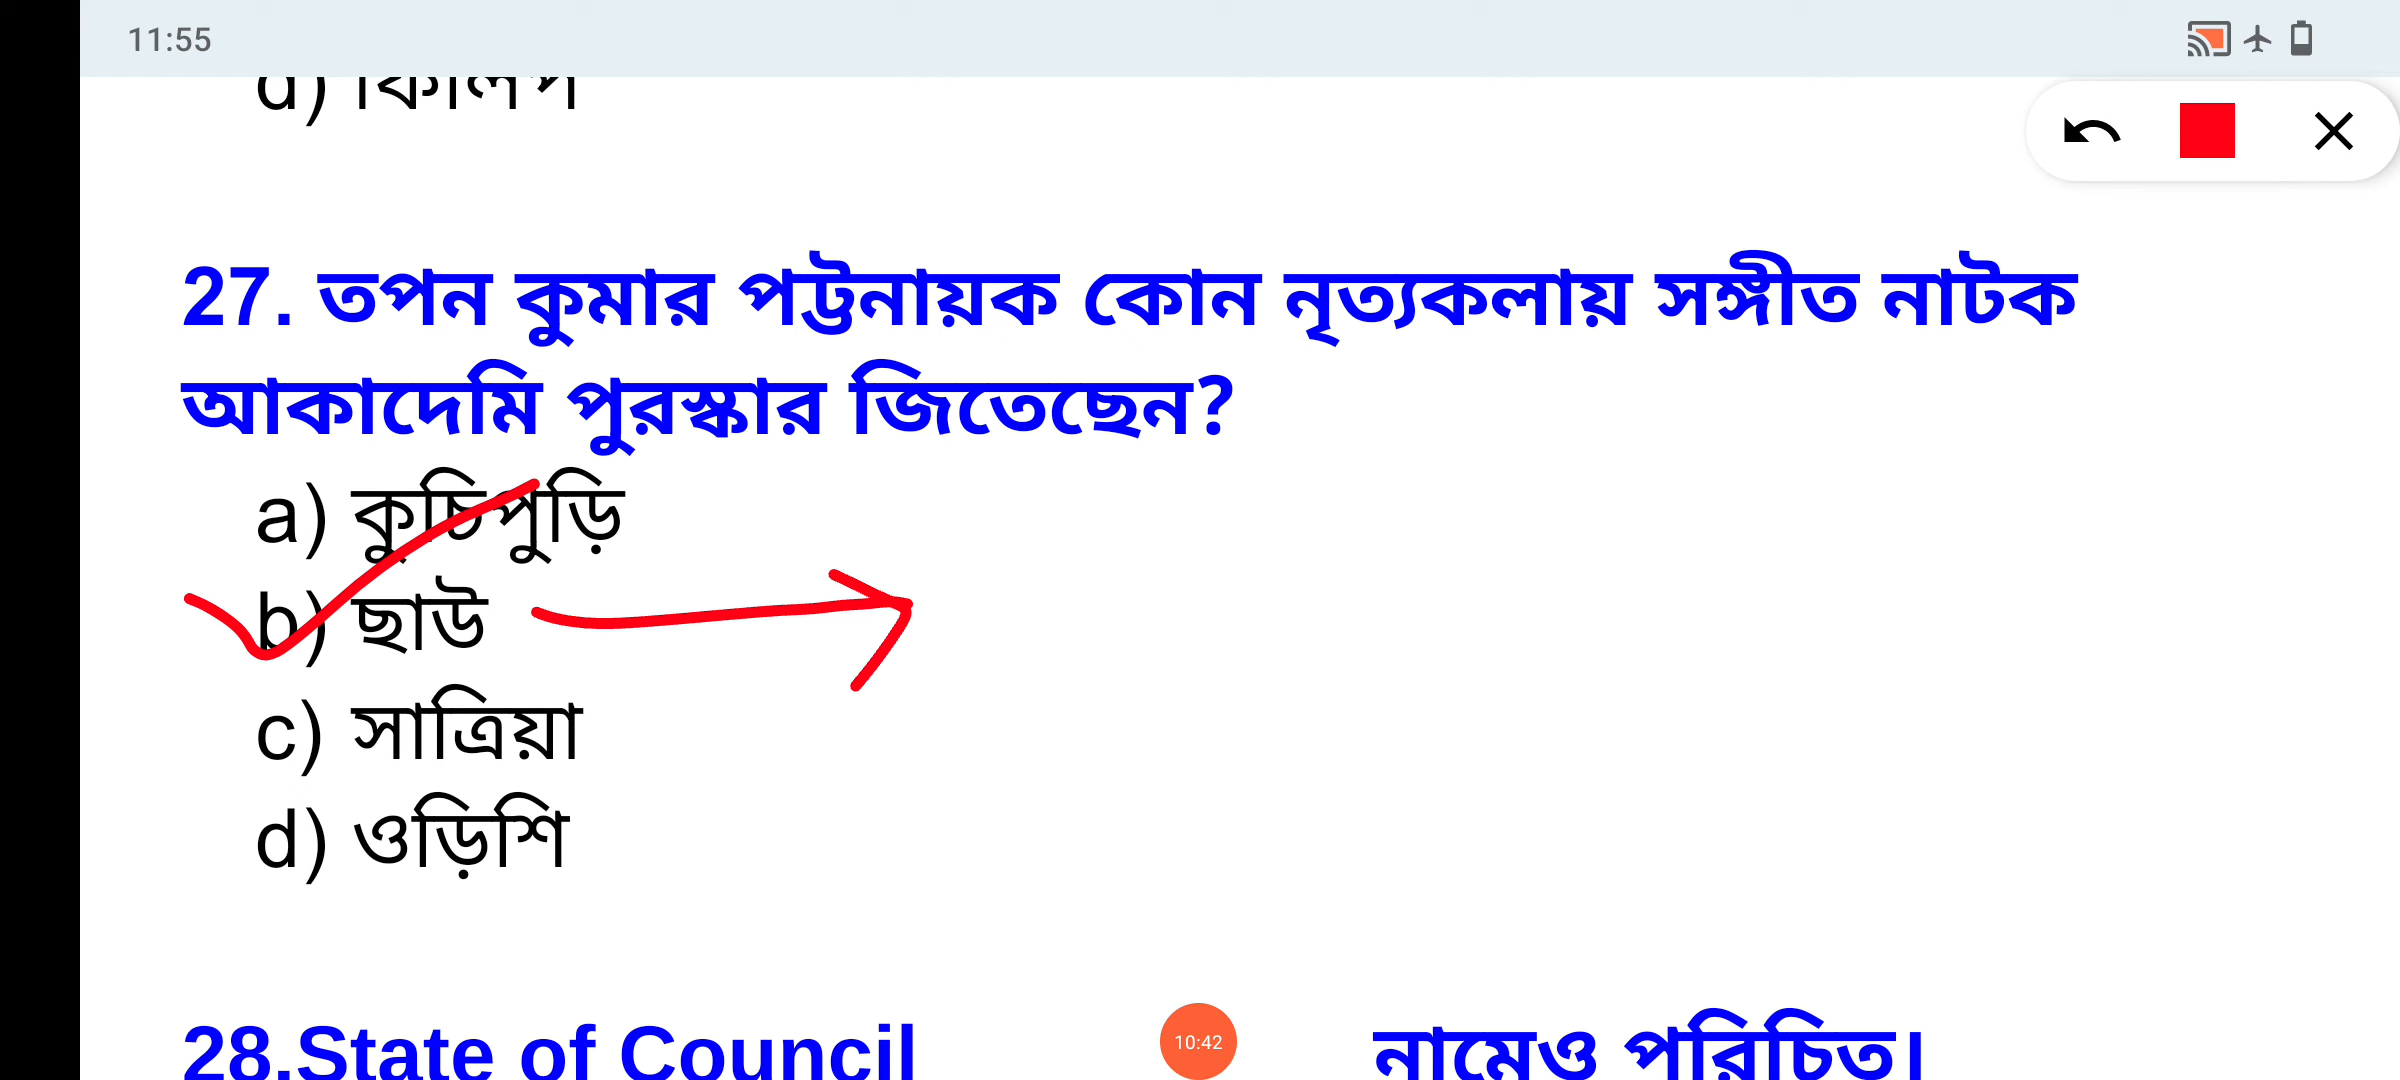 11:55
d) ফিলিপ
27. তপন কুমার পট্টনায়ক কোন নৃত্যকলায় সঙ্গীত নাটক
আকাদেমি পুরস্কার জিতেছেন?
a) কুচিপুড়ি
b) ছাউ
c) সাত্রিয়া
d) ওড়িশি
28.State of Council নামেও পরিচিত।
10:42